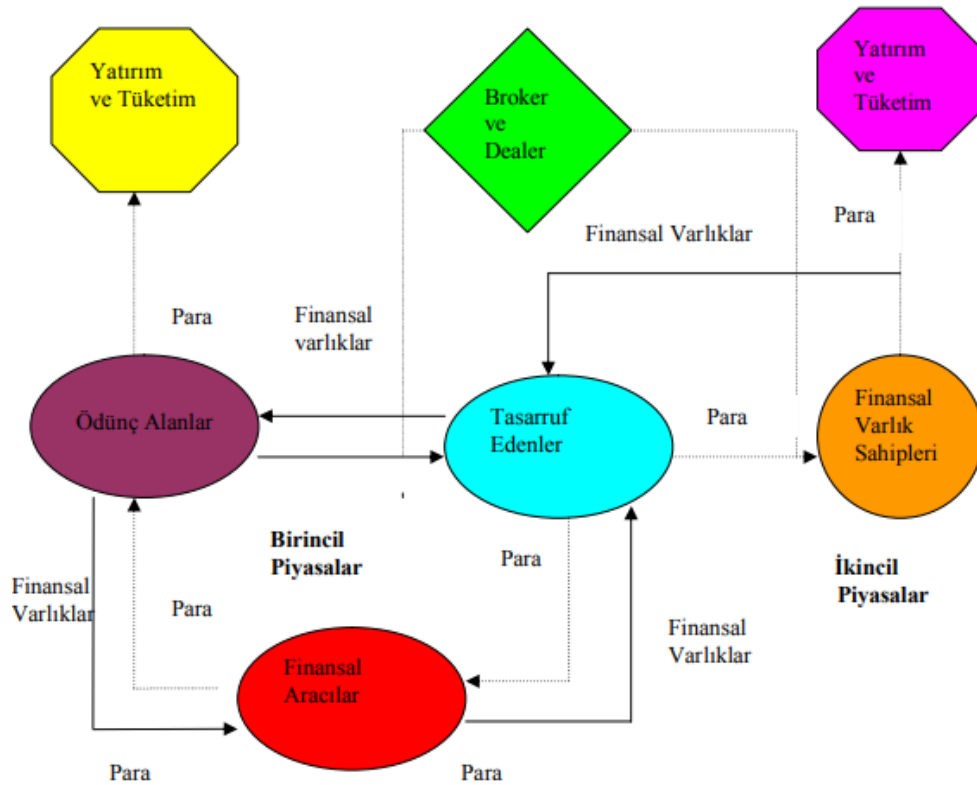 Yatırım
ve Tüketim
Broker
ve
Dealer
Yatırım
ve
Tüketim
Para
Finansal Varlıklar
Para
Finansal
varlıklar
Ödünç Alanlar
Tasarruf
Edenler
Para
Finansal
Varlık
Sahipleri
Birincil
Piyasalar
Para
İkincil
Piyasalar
Finansal
Varlıklar
Para
Finansal
Varlıklar
Finansal
Aracılar
Para
Para